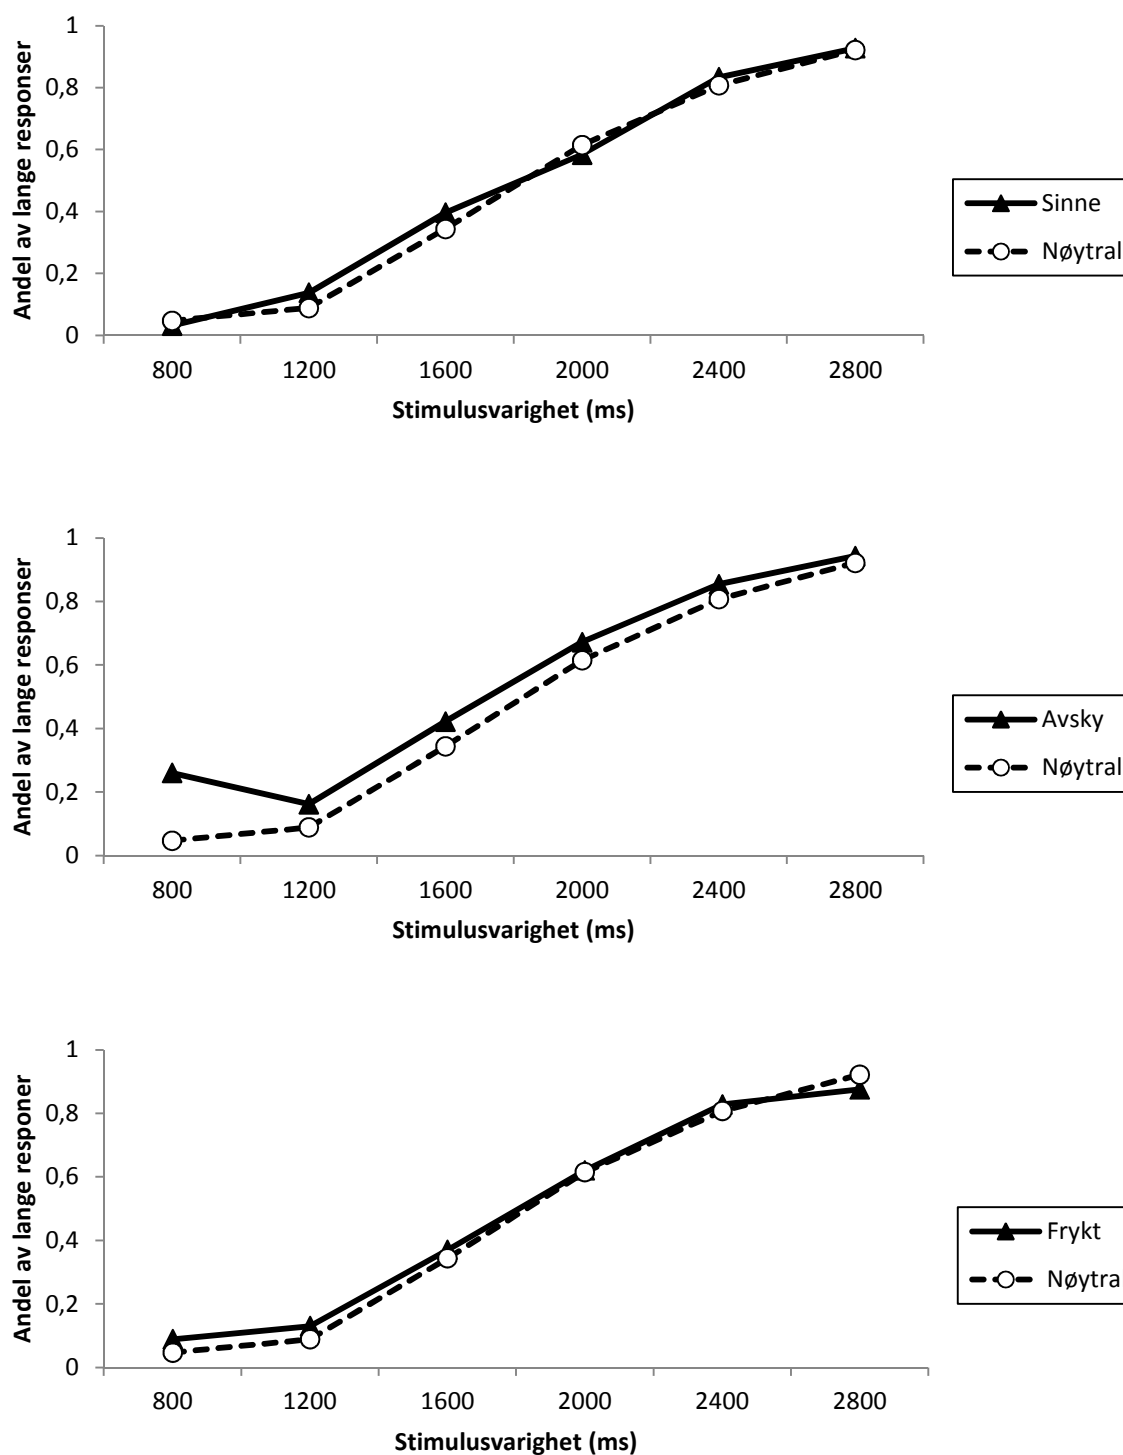 Andel av lange responser
1
0,8
0,6
0,4
0,2
0
800 1200 1600 2000 2400 2800
Stimulusvarighet (ms)
Sinne
Nøytral
Andel av lange responser
1
0,8
0,6
0,4
0,2
0
800 1200 1600 2000 2400 2800
Stimulusvarighet (ms)
Avsky
Nøytral
Andel av lange responer
1
0,8
0,6
0,4
0,2
0
800 1200 1600 2000 2400 2800
Stimulusvarighet (ms)
Frykt
Nøytra